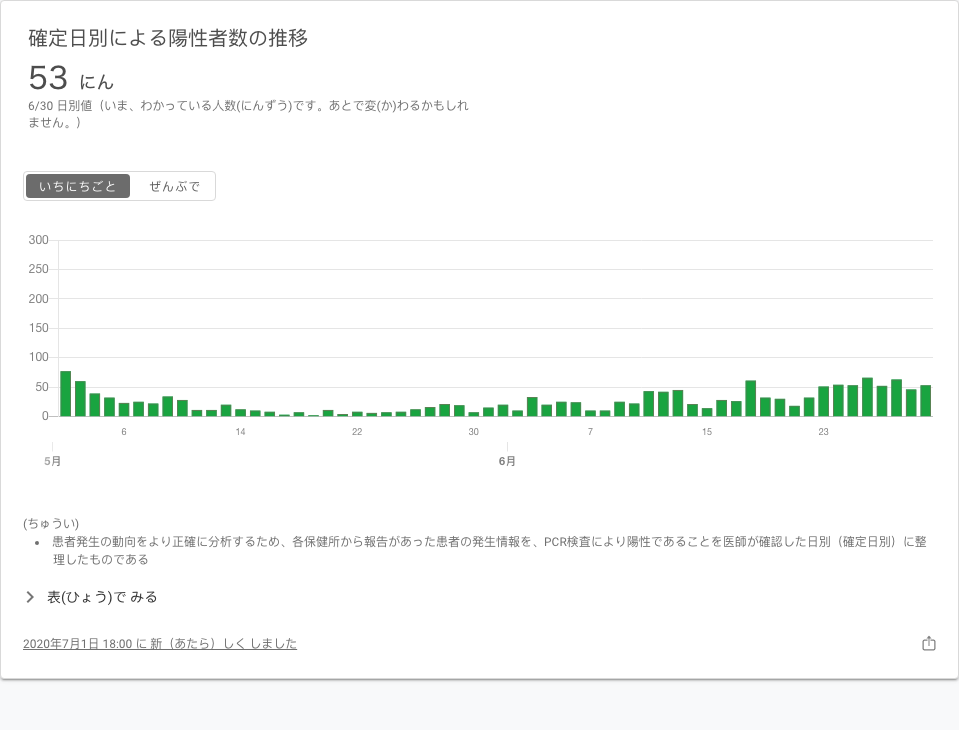 確定日別による陽性者数の推移
53 にん
6/30 日別値（いま、わかっている人数(にんずう)です。あとで変(か)わるかもしれ
ません。）
いちにちごと ぜんぶで
300
250
200
150
100
50
0
6 14 22 30 7 15 23
5月 6月
(ちゅうい)
• 患者発生の動向をより正確に分析するため、各保健所から報告があった患者の発生情報を、PCR検査により陽性であることを医師が確認した日別（確定日別）に整
理したものである
表(ひょう)で みる
2020年7月1日 18:00 に 新（あたら）しく しました